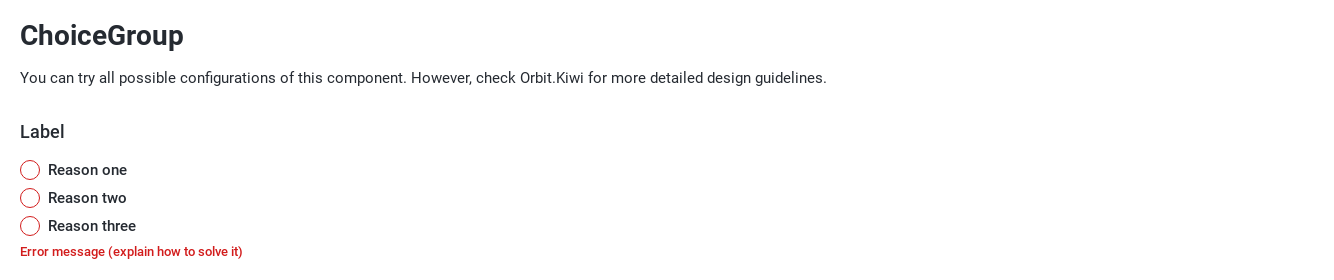 ChoiceGroup
You can try all possible configurations of this component. However, check Orbit.Kiwi for more detailed design guidelines.
Label
Reason one
Reason two
Reason three
Error message (explain how to solve it)